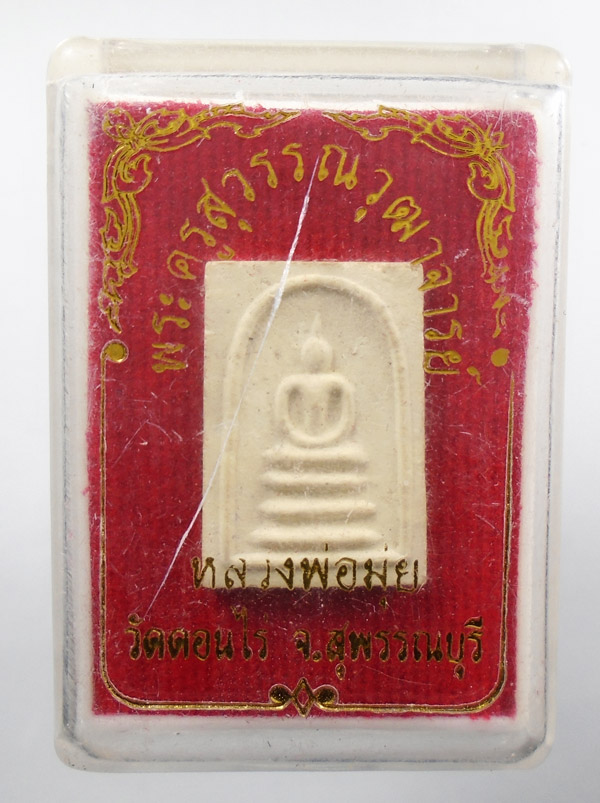 พระครูสุวรรณวุฒาจารย์
หลวงพ่อมุ่ย
วัดดอนไร่ จ.สุพรรณบุรี